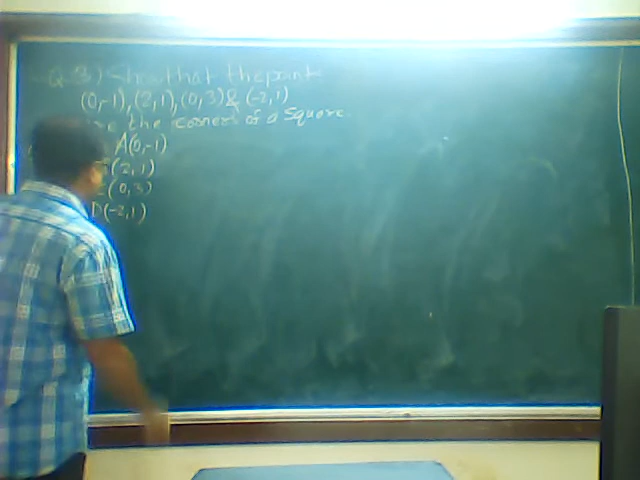 Q.3) Show that the points
(0,-1), (2,1), (0,3) & (-2,1)
the corners of a Square.
A(0,-1)
(2,1)
(0,3)
D(-2,1)